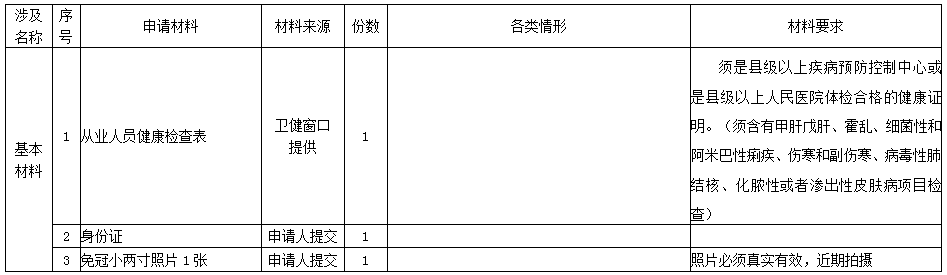 涉及名称 序号 申请材料 材料来源 份数 各类情形 材料要求
基本材料
1 从业人员健康检查表 卫健窗口提供 1
须是县级以上疾病预防控制中心或
是县级以上人民医院体检合格的健康证
明。（须含有甲肝戊肝、霍乱、细菌性和
阿米巴性痢疾、伤寒和副伤寒、病毒性肺
结核、化脓性或者渗出性皮肤病项目检
查）
2 身份证 申请人提交 1
3 免冠小两寸照片1张 申请人提交 1 照片必须真实有效，近期拍摄